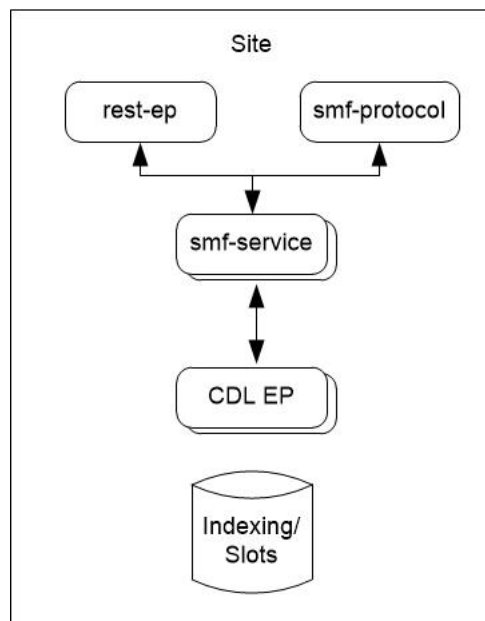 Site
rest-ep
smf-protocol
smf-service
CDL EP
Indexing/
Slots